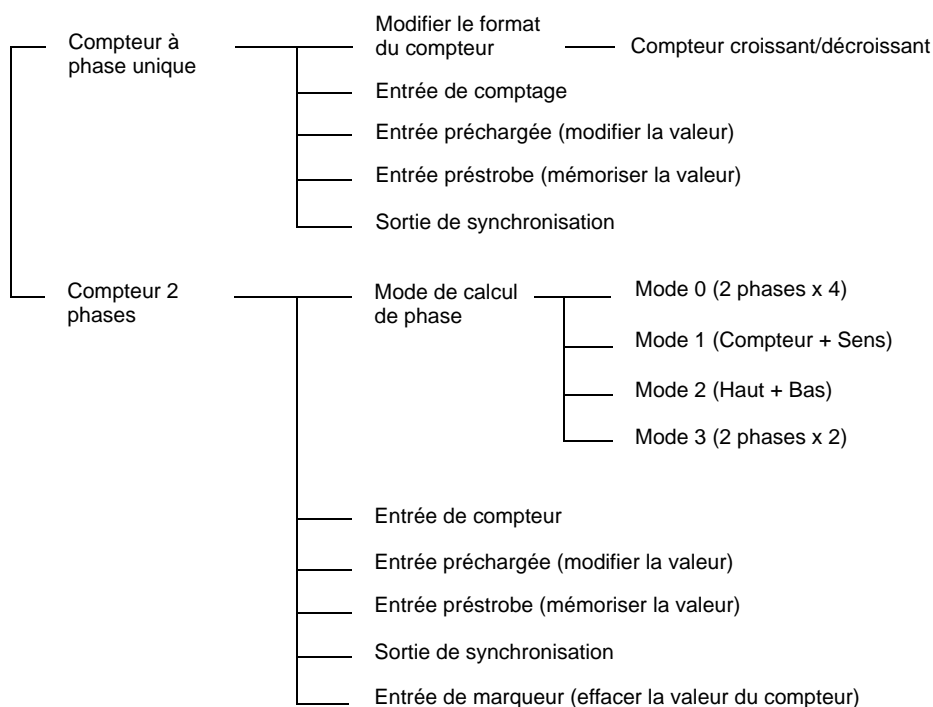 Compteur à
phase unique
Modifier le format
du compteur
Compteur croissant/décroissant
Entrée de comptage
Entrée préchargée (modifier la valeur)
Entrée préstrobe (mémoriser la valeur)
Sortie de synchronisation
Compteur 2
phases
Mode de calcul
de phase
Mode 0 (2 phases x 4)
Mode 1 (Compteur + Sens)
Mode 2 (Haut + Bas)
Mode 3 (2 phases x 2)
Entrée de compteur
Entrée préchargée (modifier la valeur)
Entrée préstrobe (mémoriser la valeur)
Sortie de synchronisation
Entrée de marqueur (effacer la valeur du compteur)